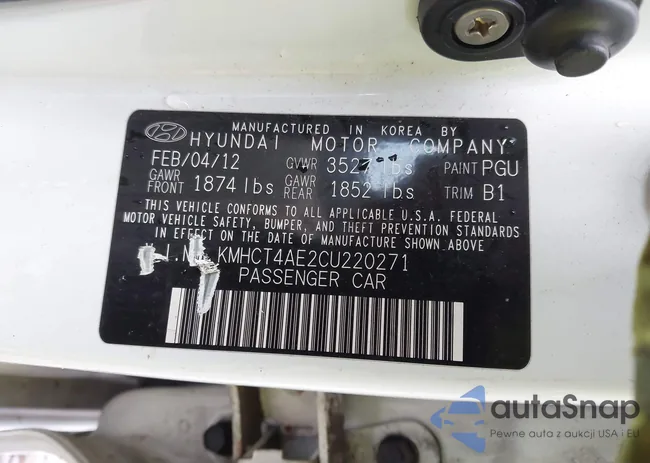 MANUFACTURED IN KOREA BY
HYUNDAI MOTOR COMPANY
FEB/04/12 GVWR lbs PAINT PGU
GAWR FRONT 1874 lbs GAWR REAR 1852 lbs TRIM B1
THIS VEHICLE CONFORMS TO ALL APPLICABLE U.S.A. FEDERAL
MOTOR VEHICLE SAFETY, BUMPER, AND THEFT PREVENTION STANDARDS
IN EFFECT ON THE DATE OF MANUFACTURE SHOWN ABOVE.
KMHCT4AE2CU220271
PASSENGER CAR
autaSnap
Pewne auta z aukcji USA i EU